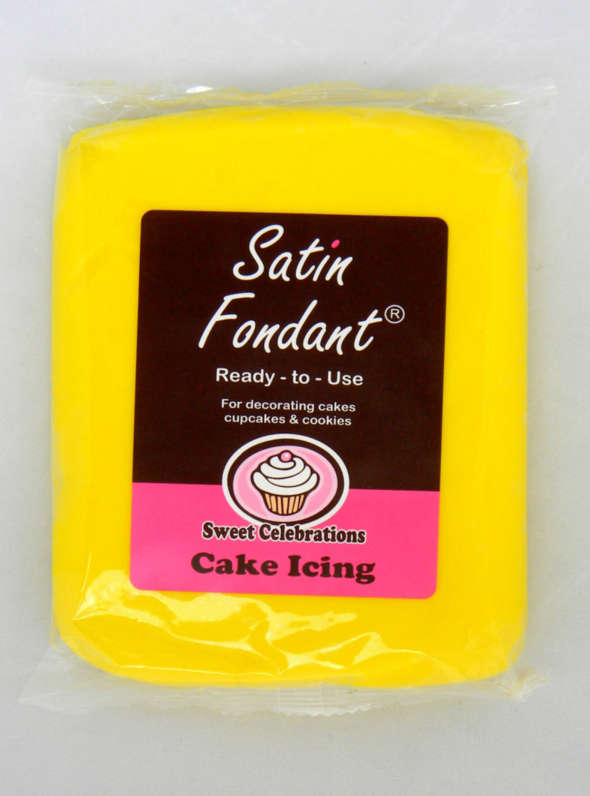 Satin
Fondant®
Ready - to - Use
For decorating cakes
cupcakes & cookies
Sweet Celebrations
Cake Icing